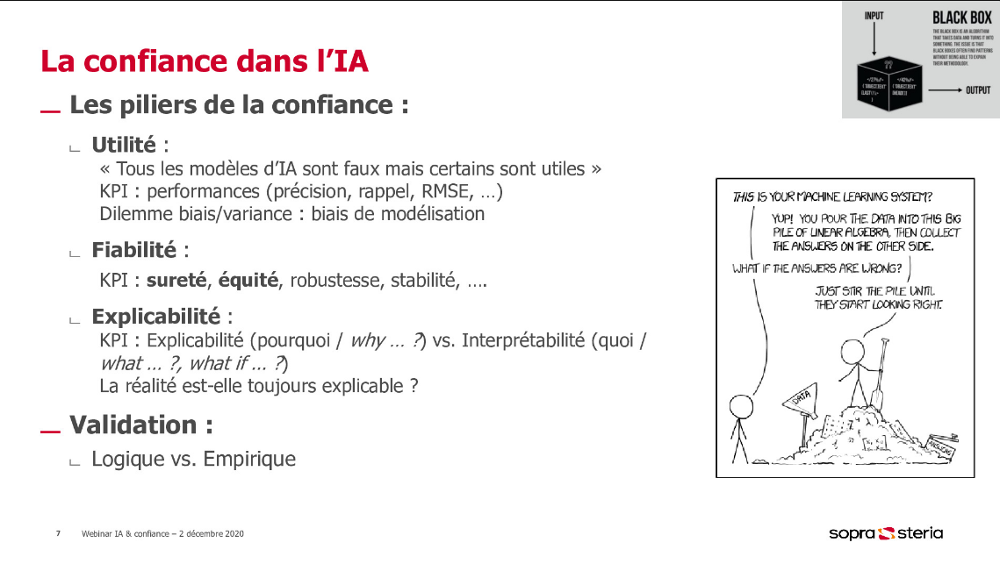 La confiance dans l'IA
Les piliers de la confiance :
Utilité :
« Tous les modèles d'IA sont faux mais certains sont utiles »
KPI : performances (précision, rappel, RMSE, …)
Dilemme biais/variance : biais de modélisation
Fiabilité :
KPI : sureté, équité, robustesse, stabilité, ….
Explicabilité :
KPI : Explicabilité (pourquoi / why … ?) vs. Interprétabilité (quoi /
what … ?, what if … ?)
La réalité est-elle toujours explicable ?
Validation :
Logique vs. Empirique
INPUT
BLACK BOX
THE BLACK BOX IS AN ALGORITHM
THAT TAKES DATA AND TURNS IT INTO
SOMETHING. THE ISSUE IS THAT
BLACK BOXES OFTEN FIND PATTERNS
WITHOUT BEING ABLE TO EXPLAIN
THEIR METHODOLOGY.
??
OUTPUT
THIS IS YOUR MACHINE LEARNING SYSTEM?
YUP! YOU POUR THE DATA INTO THIS BIG
PILE OF LINEAR ALGEBRA, THEN COLLECT
THE ANSWERS ON THE OTHER SIDE.
WHAT IF THE ANSWERS ARE WRONG?
JUST STIR THE PILE UNTIL
THEY START LOOKING RIGHT.
DATA
ANSWERS
7 Webinar IA & confiance – 2 décembre 2020
sopra steria